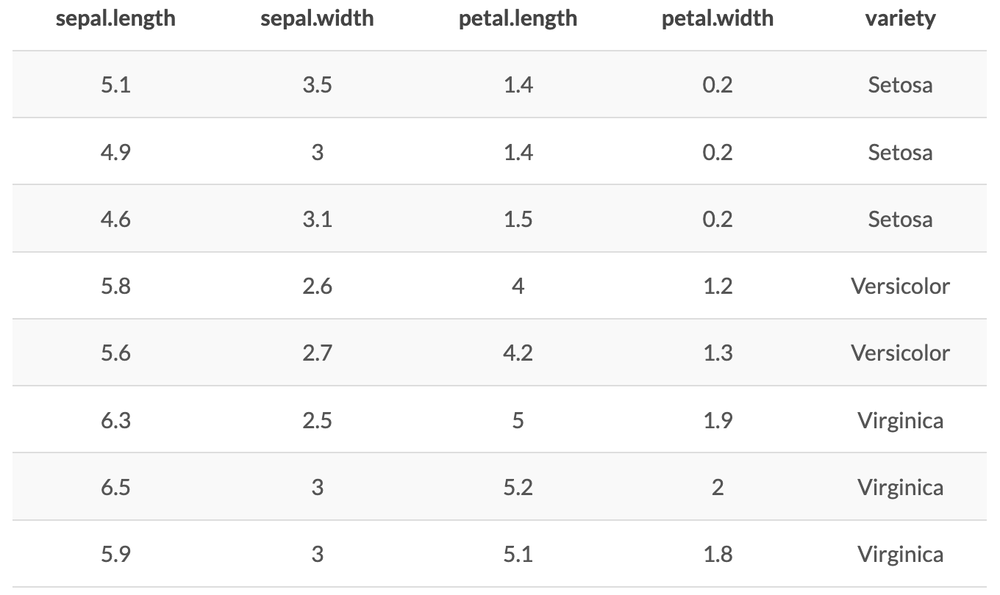 sepal.length sepal.width petal.length petal.width variety
5.1 3.5 1.4 0.2 Setosa
4.9 3 1.4 0.2 Setosa
4.6 3.1 1.5 0.2 Setosa
5.8 2.6 4 1.2 Versicolor
5.6 2.7 4.2 1.3 Versicolor
6.3 2.5 5 1.9 Virginica
6.5 3 5.2 2 Virginica
5.9 3 5.1 1.8 Virginica